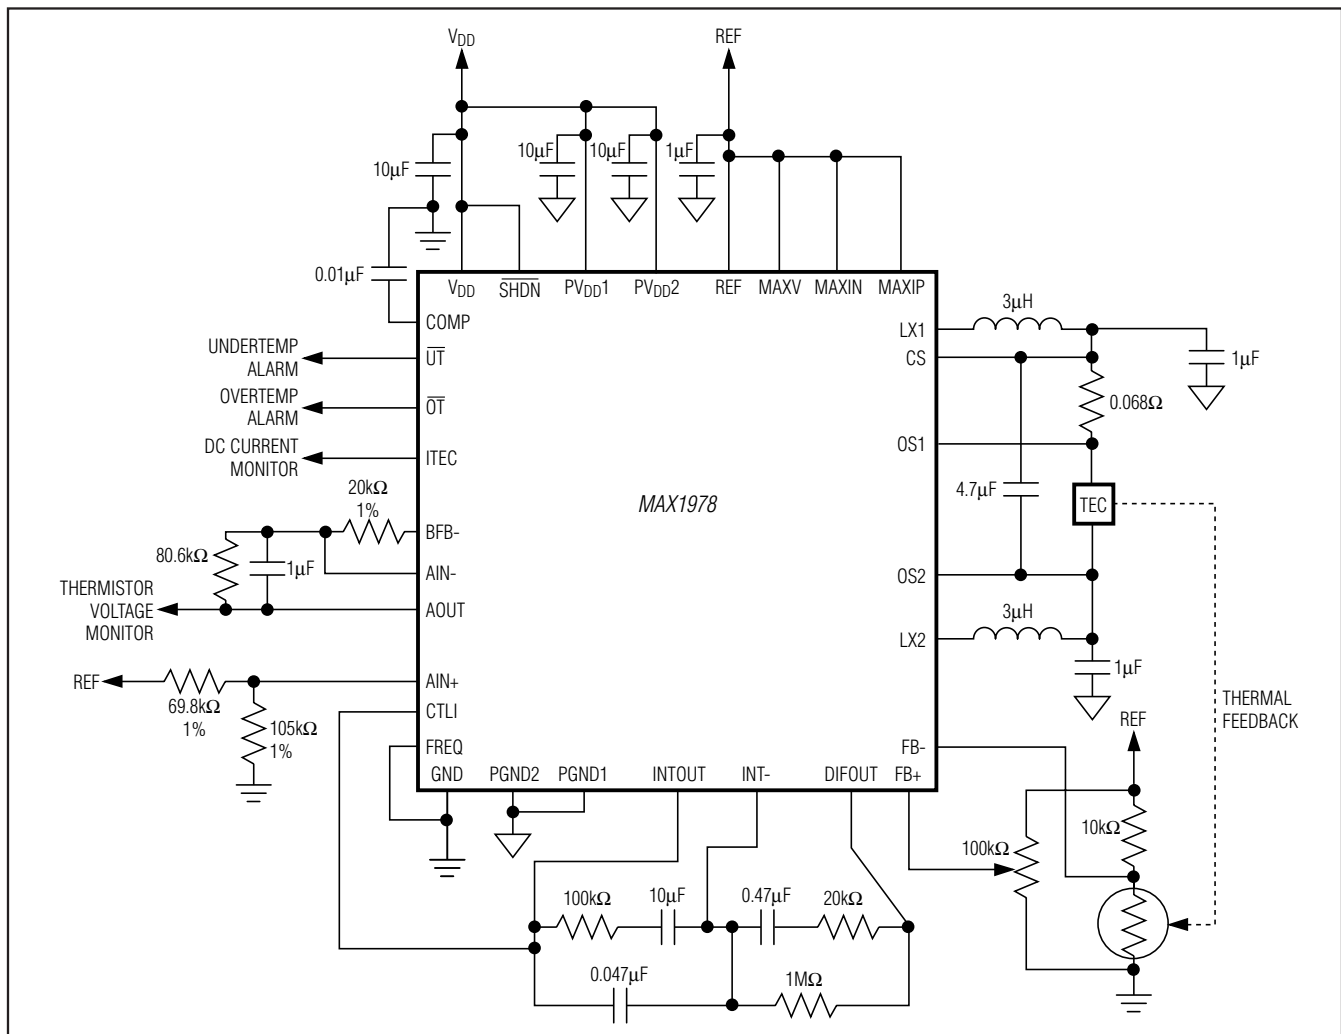 VDD
REF
10µF
10µF
10µF
1µF
0.01µF
VDD
SHDN
PVDD1
PVDD2
REF
MAXV
MAXIN
MAXIP
COMP
UNDERTEMP
ALARM
UT
OVERTEMP
ALARM
OT
DC CURRENT
MONITOR
ITEC
20kΩ
1%
BFB-
80.6kΩ
1µF
AIN-
THERMISTOR
VOLTAGE
MONITOR
AOUT
REF
69.8kΩ
1%
AIN+
105kΩ
1%
CTLI
FREQ
GND
PGND2
PGND1
INTOUT
INT-
DIFOUT
FB+
FB-
MAX1978
LX1
3µH
CS
1µF
0.068Ω
OS1
4.7µF
TEC
OS2
3µH
LX2
1µF
THERMAL
FEEDBACK
REF
10kΩ
100kΩ
100kΩ
10µF
0.47µF
20kΩ
0.047µF
1MΩ